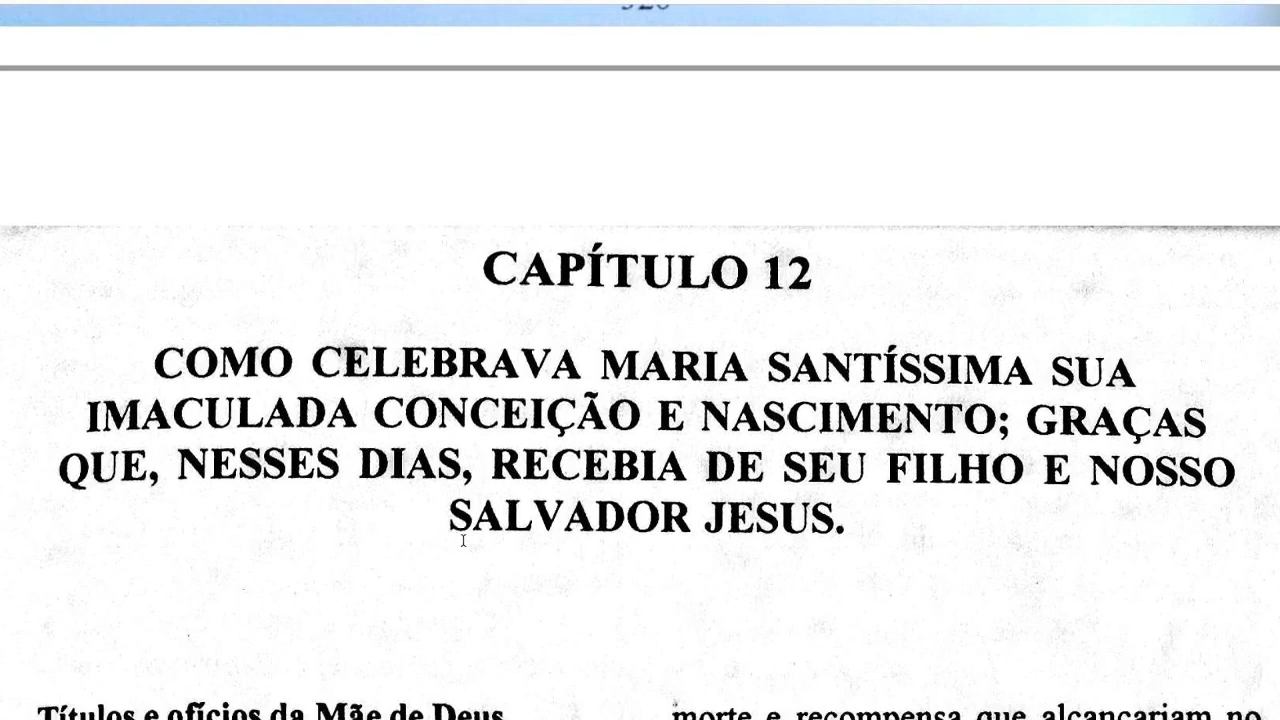 CAPÍTULO 12
COMO CELEBRAVA MARIA SANTÍSSIMA SUA
IMACULADA CONCEIÇÃO E NASCIMENTO; GRAÇAS
QUE, NESSES DIAS, RECEBIA DE SEU FILHO E NOSSO
SALVADOR JESUS.
Títulos e ofícios da Mãe de Deus
morte e recompensa que alcançariam no